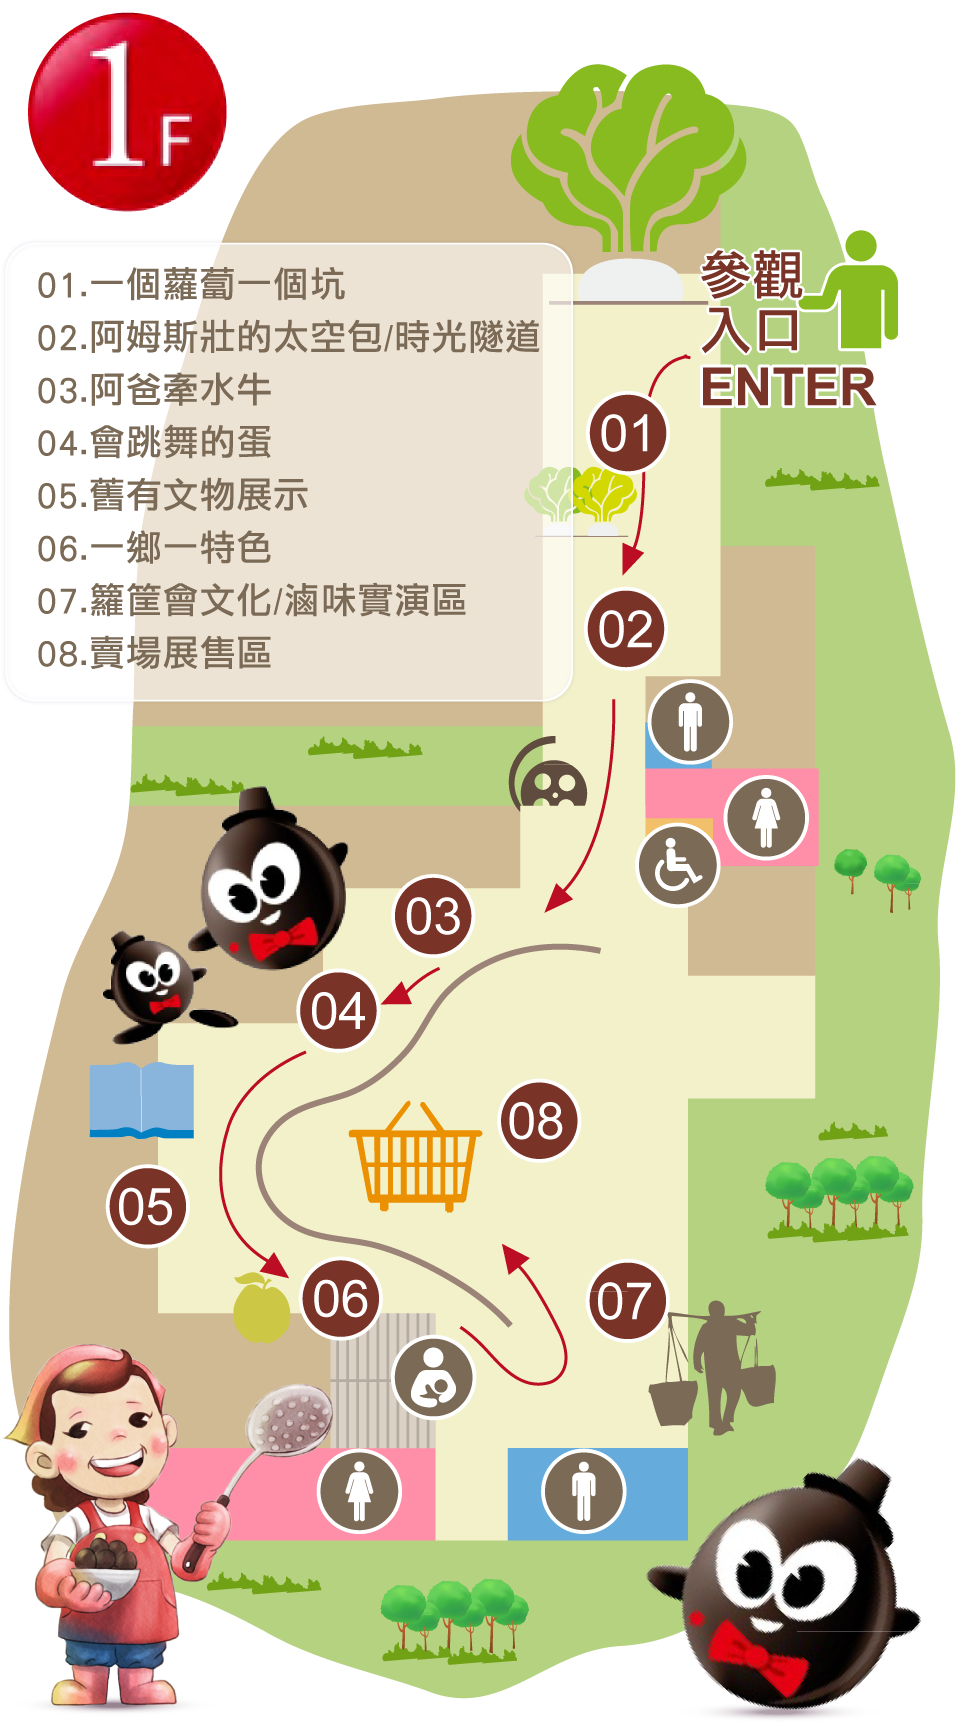 1F
01.一個蘿蔔一個坑
02.阿姆斯壯的太空包/時光隧道
03.阿爸牽水牛
04.會跳舞的蛋
05.舊有文物展示
06.一鄉一特色
07.籮筐會文化/滷味實演區
08.賣場展售區
參觀
入口
ENTER
01
02
03
04
08
05
06
07